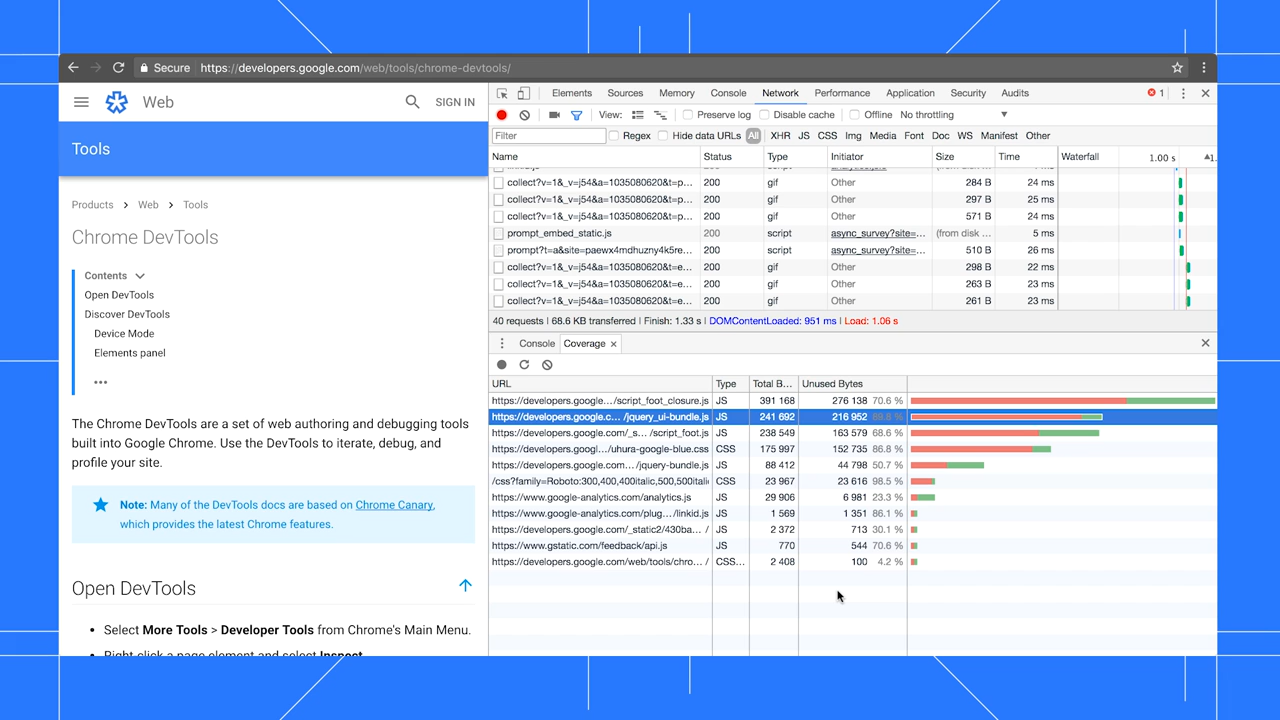 Secure https://developers.google.com/web/tools/chrome-devtools/
Web SIGN IN
Tools
Products > Web > Tools
Chrome DevTools
Contents
Open DevTools
Discover DevTools
Device Mode
Elements panel
•••
The Chrome DevTools are a set of web authoring and debugging tools
built into Google Chrome. Use the DevTools to iterate, debug, and
profile your site.
Note: Many of the DevTools docs are based on Chrome Canary,
which provides the latest Chrome features.
Open DevTools
• Select More Tools > Developer Tools from Chrome's Main Menu.
• Right-click a page element and select Inspect
Elements Sources Memory Console Network Performance Application Security Audits 1
View: Preserve log Disable cache Offline No throttling
Filter Regex Hide data URLs All XHR JS CSS Img Media Font Doc WS Manifest Other
Name Status Type Initiator Size Time Waterfall 1.00 s 1.
collect?v=1&_v=j54&a=1035080620&t=p... 200 gif Other 284 B 24 ms
collect?v=1&_v=j54&a=1035080620&t=p... 200 gif Other 297 B 25 ms
collect?v=1&_v=j54&a=1035080620&t=p... 200 gif Other 571 B 24 ms
prompt_embed_static.js 200 script async_survey?site=... (from disk ... 5 ms
prompt?t=a&site=paewx4mdhuzny4k5re... 200 script async_survey?site=... 510 B 26 ms
collect?v=1&_v=j54&a=1035080620&t=e... 200 gif Other 298 B 22 ms
collect?v=1&_v=j54&a=1035080620&t=e... 200 gif Other 263 B 23 ms
collect?v=1&_v=j54&a=1035080620&t=e... 200 gif Other 261 B 23 ms
40 requests | 68.6 KB transferred | Finish: 1.33 s | DOMContentLoaded: 951 ms | Load: 1.06 s
Console Coverage ×
URL Type Total B... Unused Bytes
https://developers.google.../script_foot_closure.js JS 391 168 276 138 70.6 %
https://developers.google.c... /jquery_ui-bundle.js JS 241 692 216 952 89.8 %
https://developers.google.com/_s... /script_foot.js JS 238 549 163 579 68.6 %
https://developers.googl.../uhura-google-blue.css CSS 175 997 152 735 86.8 %
https://developers.google.com... /jquery-bundle.js JS 88 412 44 798 50.7 %
/css?family=Roboto:300,400,400italic,500,500itali CSS 23 967 23 616 98.5 %
https://www.google-analytics.com/analytics.js JS 29 906 6 981 23.3 %
https://www.google-analytics.com/plug... /linkid.js JS 1 569 1 351 86.1 %
https://developers.google.com/_static2/430ba... / JS 2 372 713 30.1 %
https://www.gstatic.com/feedback/api.js JS 770 544 70.6 %
https://developers.google.com/web/tools/chro... / CSS... 2 408 100 4.2 %